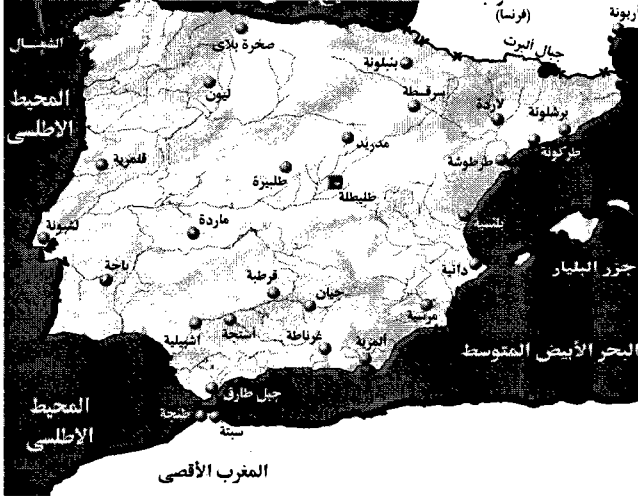 (فرنسا)
أربونة
جبال ألبرت
صخرة بلاي
الشمال
المحيط
الاطلسي
ليون
بنبلونة
سرقسطة
لاردة
برشلونة
طركونة
طرطوشة
مدريد
طلبيرة
طليطلة
قلمرية
ماردة
لشبونة
باجة
بلنسية
دانية
جزر البليار
قرطبة
جيان
مرسية
اشبيلية
استجة
غرناطة
المرية
البحر الأبيض المتوسط
جبل طارق
طنجة
سبتة
المحيط
الاطلسي
المغرب الأقصى